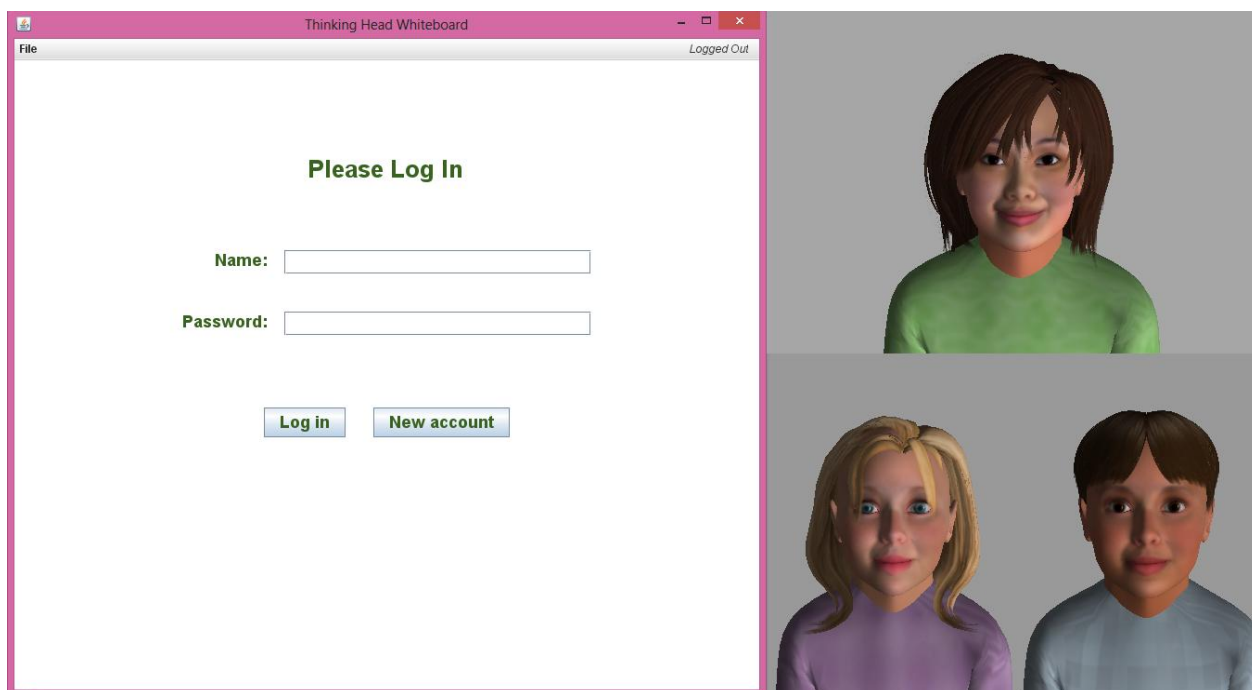 Thinking Head Whiteboard
File Logged Out
Please Log In
Name:
Password:
Log in New account